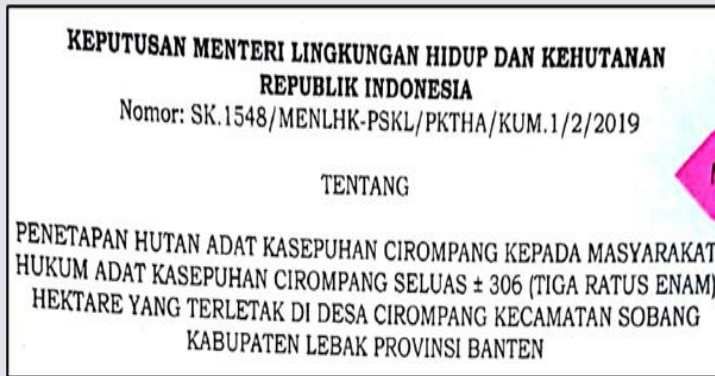 KEPUTUSAN MENTERI LINGKUNGAN HIDUP DAN KEHUTANAN
REPUBLIK INDONESIA
Nomor: SK.1548/MENLHK-PSKL/PKTHA/KUM.1/2/2019
TENTANG
PENETAPAN HUTAN ADAT KASEPUHAN CIROMPANG KEPADA MASYARAKAT
HUKUM ADAT KASEPUHAN CIROMPANG SELUAS ± 306 (TIGA RATUS ENAM)
HEKTARE YANG TERLETAK DI DESA CIROMPANG KECAMATAN SOBANG
KABUPATEN LEBAK PROVINSI BANTEN